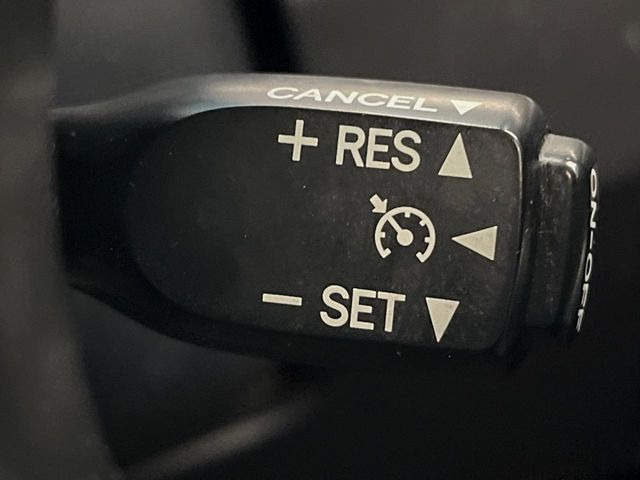 CANCEL
+ RES
- SET
ON-OFF